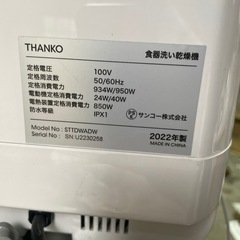 THANKO 食器洗い乾燥機
定格電圧 100V
定格周波数 50/60Hz
定格消費電力 934W/950W
電動機定格消費電力 24W/40W
電熱装置定格消費電力 850W
防水等級 IPX1 サンコー株式会社
Model No : STTDWADW 2022年製
Serial No : SN:U2230258 MADE IN CHINA